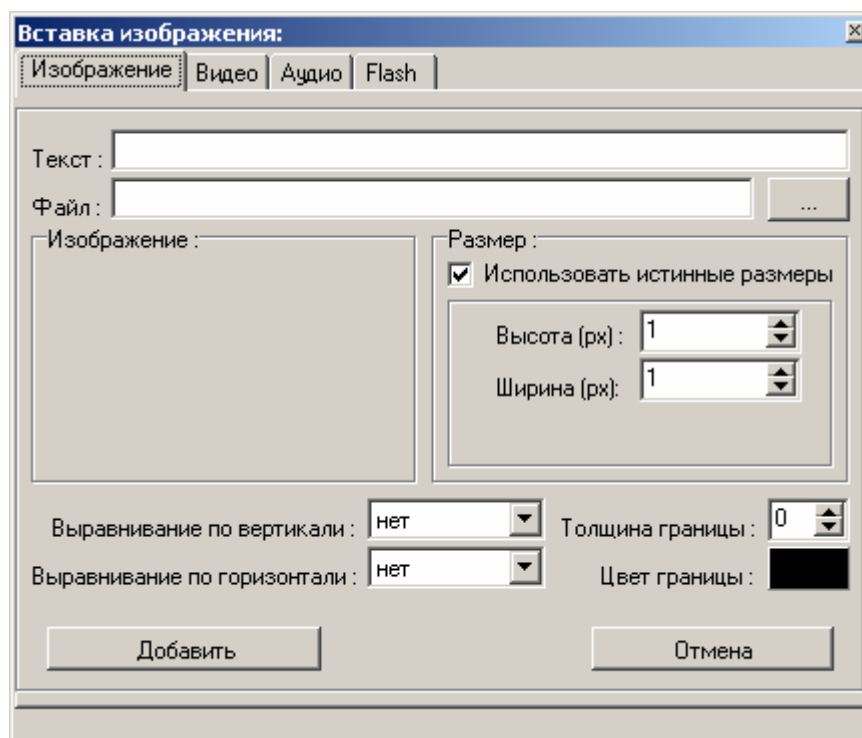 Вставка изображения:
Изображение Видео Аудио Flash
Текст :
Файл : ...
Изображение : Размер :
Использовать истинные размеры
Высота (px) : 1
Ширина (px): 1
Выравнивание по вертикали : нет Толщина границы : 0
Выравнивание по горизонтали : нет Цвет границы :
Добавить Отмена